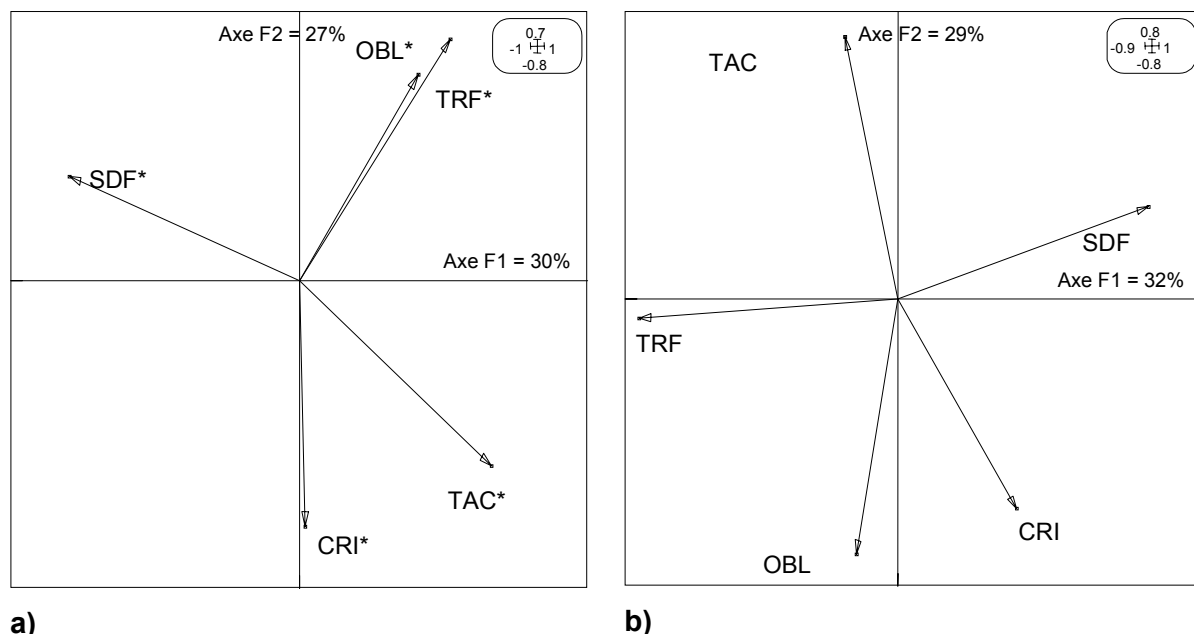 Axe F2 = 27%
OBL*
TRF*
0.7
-1 1
-0.8
SDF*
Axe F1 = 30%
TAC*
CRI*
a)
Axe F2 = 29%
TAC
0.8
-0.9 1
-0.8
SDF
Axe F1 = 32%
TRF
CRI
OBL
b)